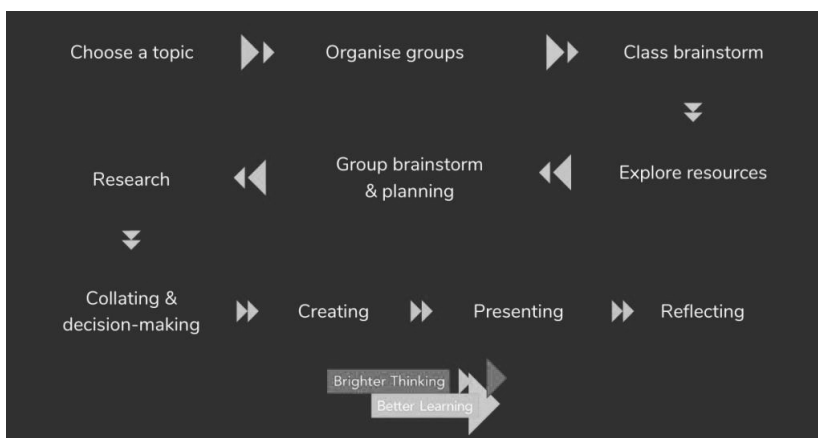 Choose a topic
Organise groups
Class brainstorm
Explore resources
Group brainstorm
& planning
Research
Collating &
decision-making
Creating
Presenting
Reflecting
Brighter Thinking
Better Learning